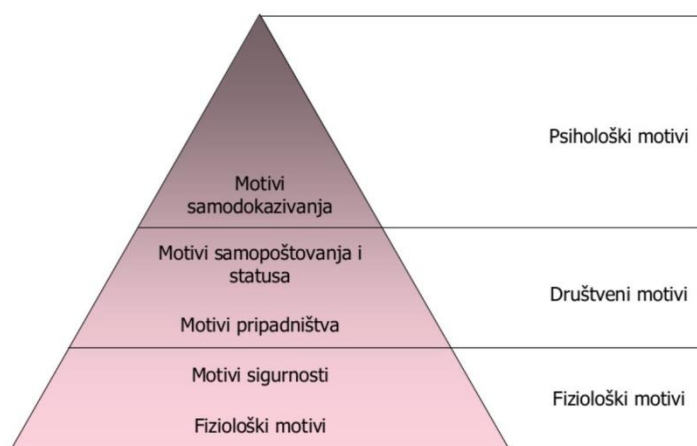 Psihološki motivi
Motivi
samodokazivanja
Motivi samopoštovanja i
statusa
Društveni motivi
Motivi pripadništva
Motivi sigurnosti
Fiziološki motivi
Fiziološki motivi